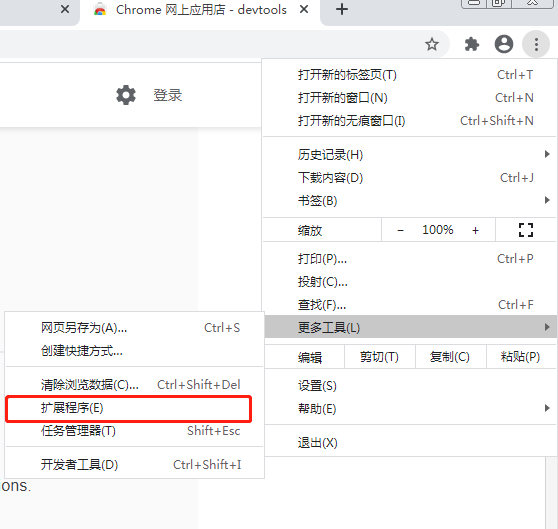 Chrome 网上应用店 - devtools
登录
打开新的标签页(T) Ctrl+T
打开新的窗口(N) Ctrl+N
打开新的无痕窗口(I) Ctrl+Shift+N
历史记录(H)
下载内容(D) Ctrl+J
书签(B)
缩放 − 100% +
打印(P)... Ctrl+P
投射(C)...
查找(F)... Ctrl+F
更多工具(L)
编辑 剪切(T) 复制(C) 粘贴(P)
设置(S)
帮助(E)
退出(X)
网页另存为(A)... Ctrl+S
创建快捷方式...
清除浏览数据(C)... Ctrl+Shift+Del
扩展程序(E)
任务管理器(T) Shift+Esc
开发者工具(D) Ctrl+Shift+I
ons.